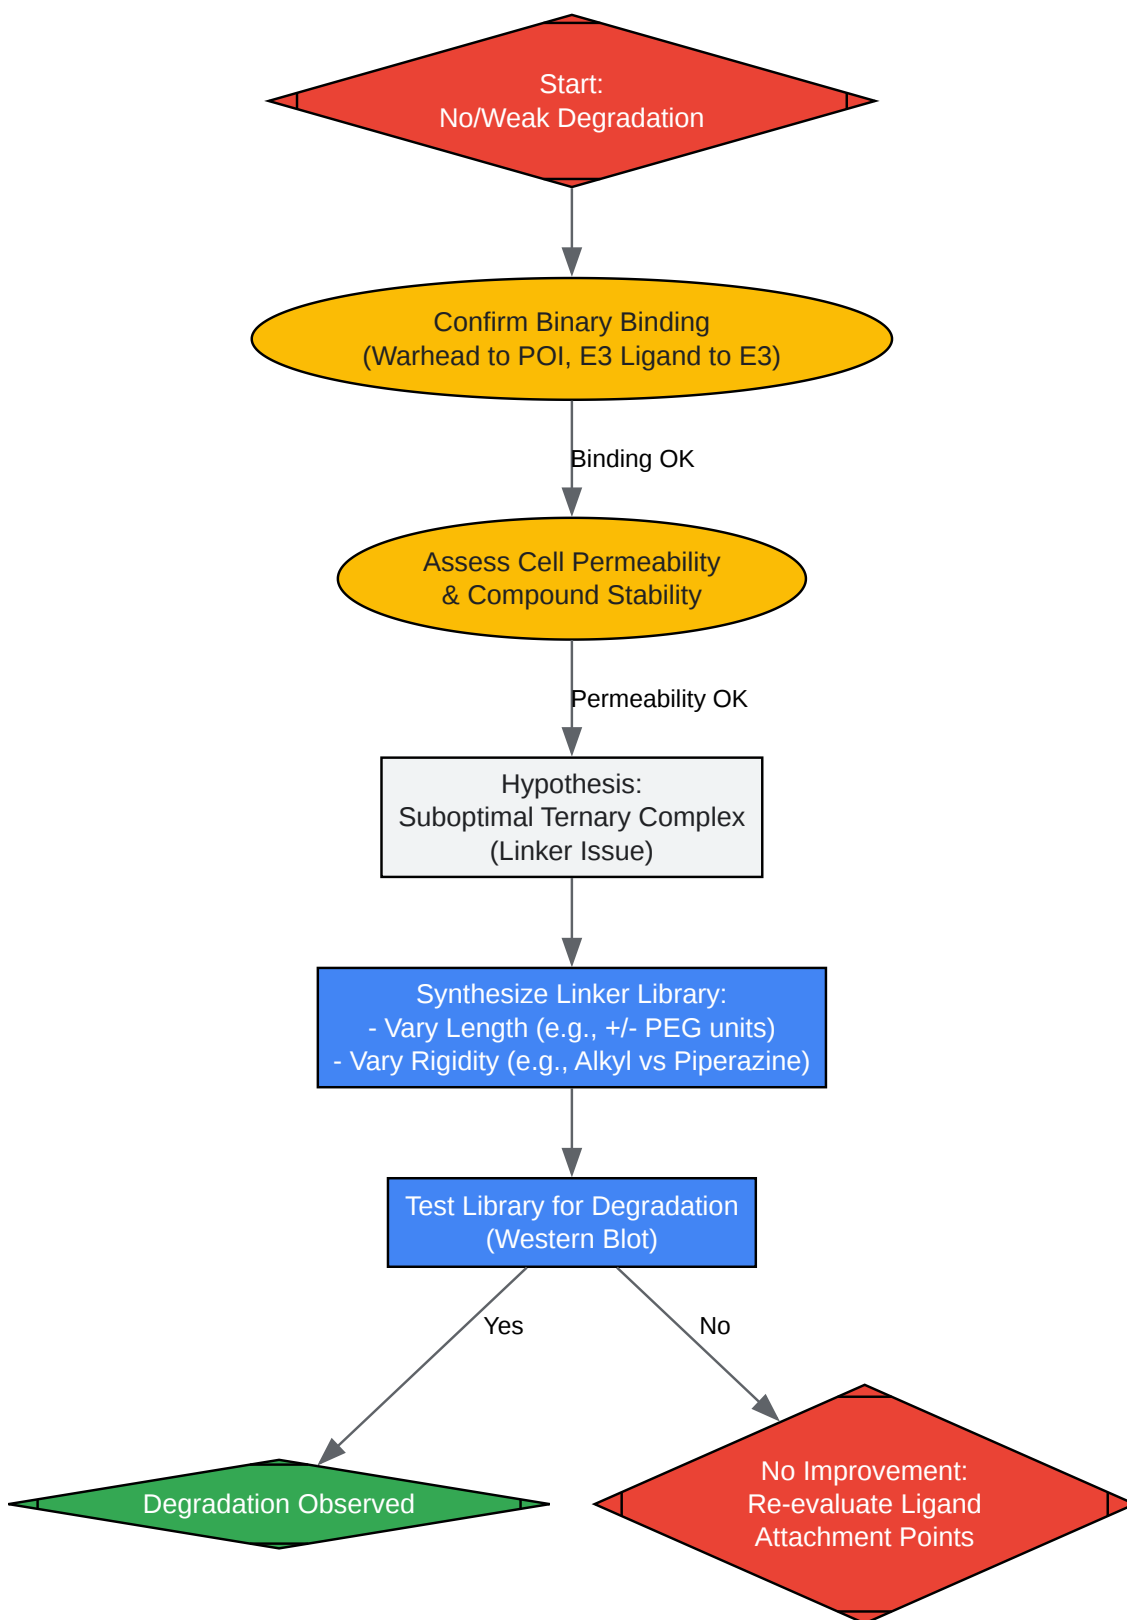 Start:
No/Weak Degradation
Confirm Binary Binding
(Warhead to POI, E3 Ligand to E3)
Binding OK
Assess Cell Permeability
& Compound Stability
Permeability OK
Hypothesis:
Suboptimal Ternary Complex
(Linker Issue)
Synthesize Linker Library:
- Vary Length (e.g., +/- PEG units)
- Vary Rigidity (e.g., Alkyl vs Piperazine)
Test Library for Degradation
(Western Blot)
Yes
No
Degradation Observed
No Improvement:
Re-evaluate Ligand
Attachment Points